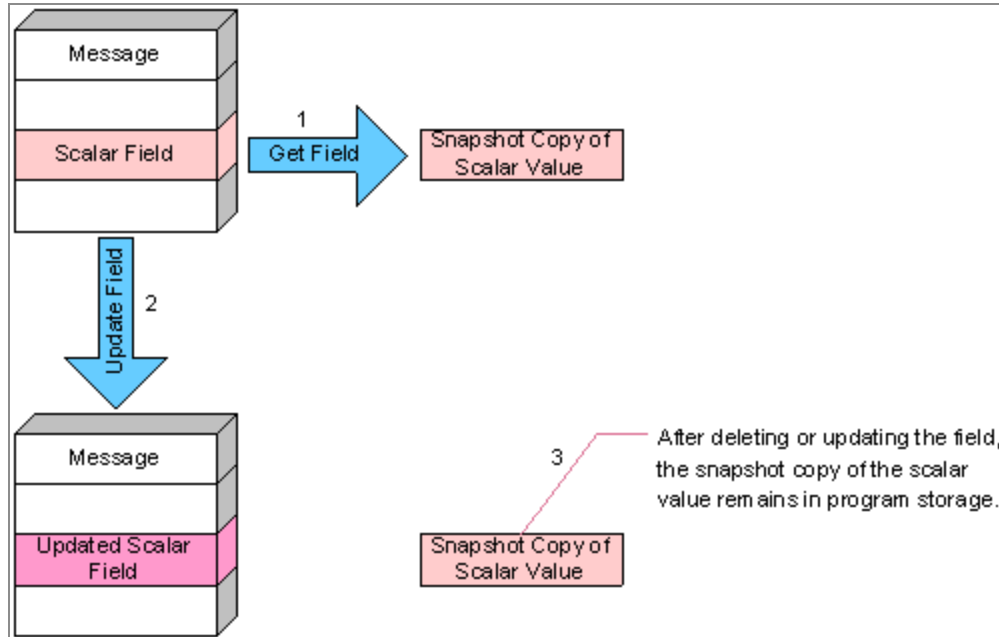 Message
Scalar Field
1
Get Field
Snapshot Copy of
Scalar Value
Update Field
2
Message
Updated Scalar
Field
3
After deleting or updating the field,
the snapshot copy of the scalar
value remains in program storage.
Snapshot Copy of
Scalar Value